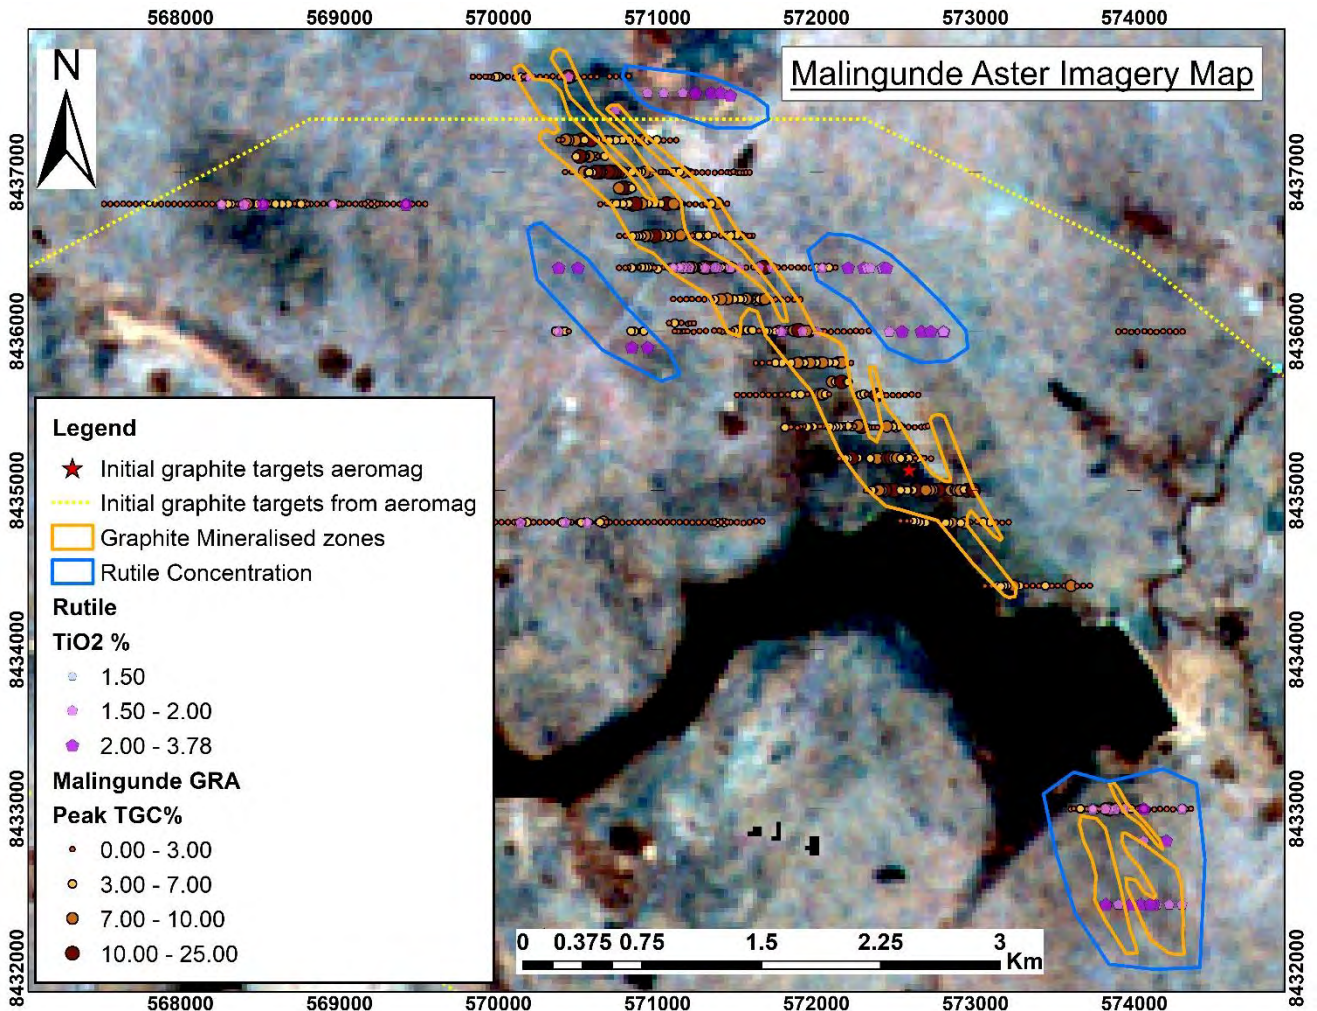 568000 569000 570000 571000 572000 573000 574000
N
Malingunde Aster Imagery Map
8437000 8437000
8436000 8436000
8435000 8435000
8434000 8434000
8433000 8433000
8432000 8432000
Legend
Initial graphite targets aeromag
Initial graphite targets from aeromag
Graphite Mineralised zones
Rutile Concentration
Rutile
TiO2 %
1.50
1.50 - 2.00
2.00 - 3.78
Malingunde GRA
Peak TGC%
0.00 - 3.00
3.00 - 7.00
7.00 - 10.00
10.00 - 25.00
0 0.375 0.75 1.5 2.25 3
Km
568000 569000 570000 571000 572000 573000 574000